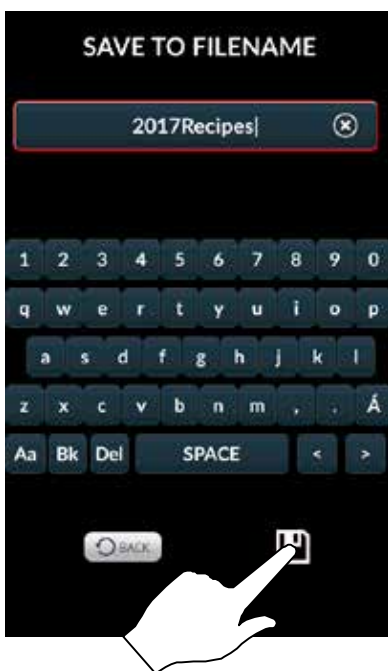 SAVE TO FILENAME
2017Recipes
1 2 3 4 5 6 7 8 9 0
q w e r t y u i o p
a s d f g h j k l
z x c v b n m , . Á
Aa Bk Del SPACE < >
BACK